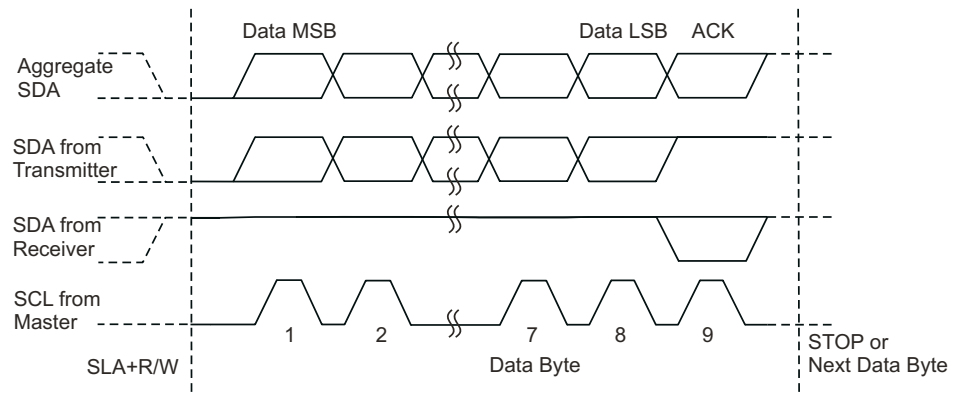 Data MSB
Data LSB
ACK
Aggregate
SDA
SDA from
Transmitter
SDA from
Receiver
SCL from
Master
1
2
7
8
9
SLA+R/W
Data Byte
STOP or
Next Data Byte